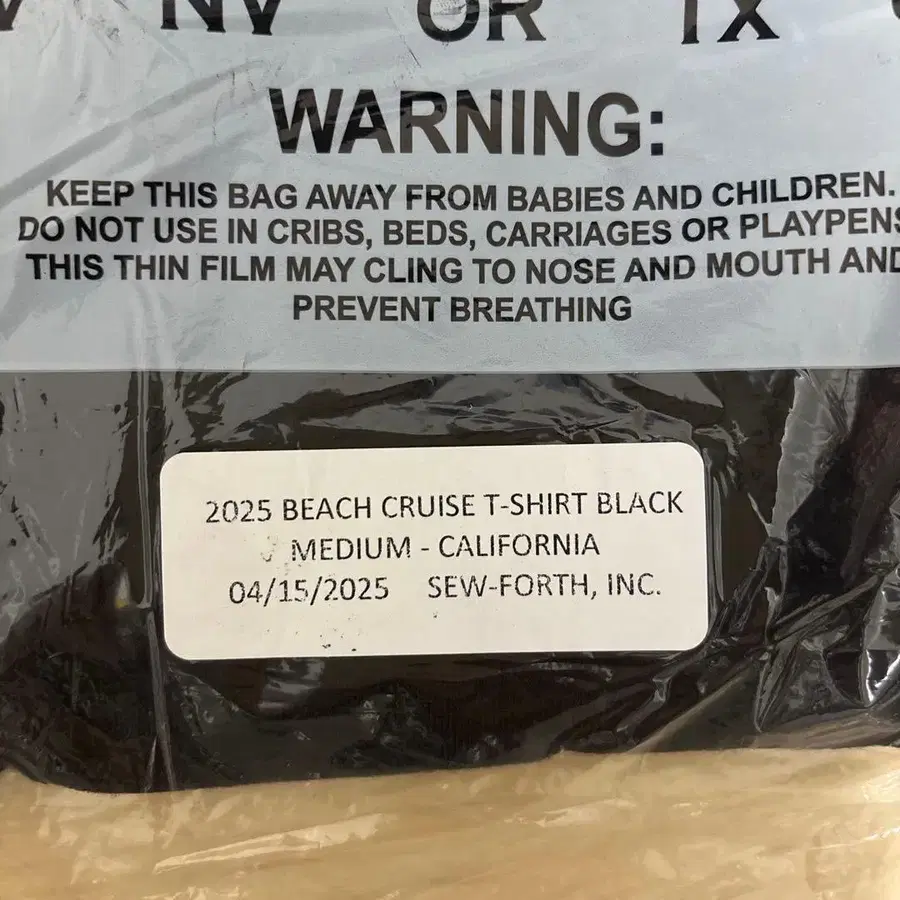 NV OR TX
WARNING:
KEEP THIS BAG AWAY FROM BABIES AND CHILDREN.
DO NOT USE IN CRIBS, BEDS, CARRIAGES OR PLAYPENS
THIS THIN FILM MAY CLING TO NOSE AND MOUTH AND
PREVENT BREATHING
2025 BEACH CRUISE T-SHIRT BLACK
MEDIUM - CALIFORNIA
04/15/2025 SEW-FORTH, INC.